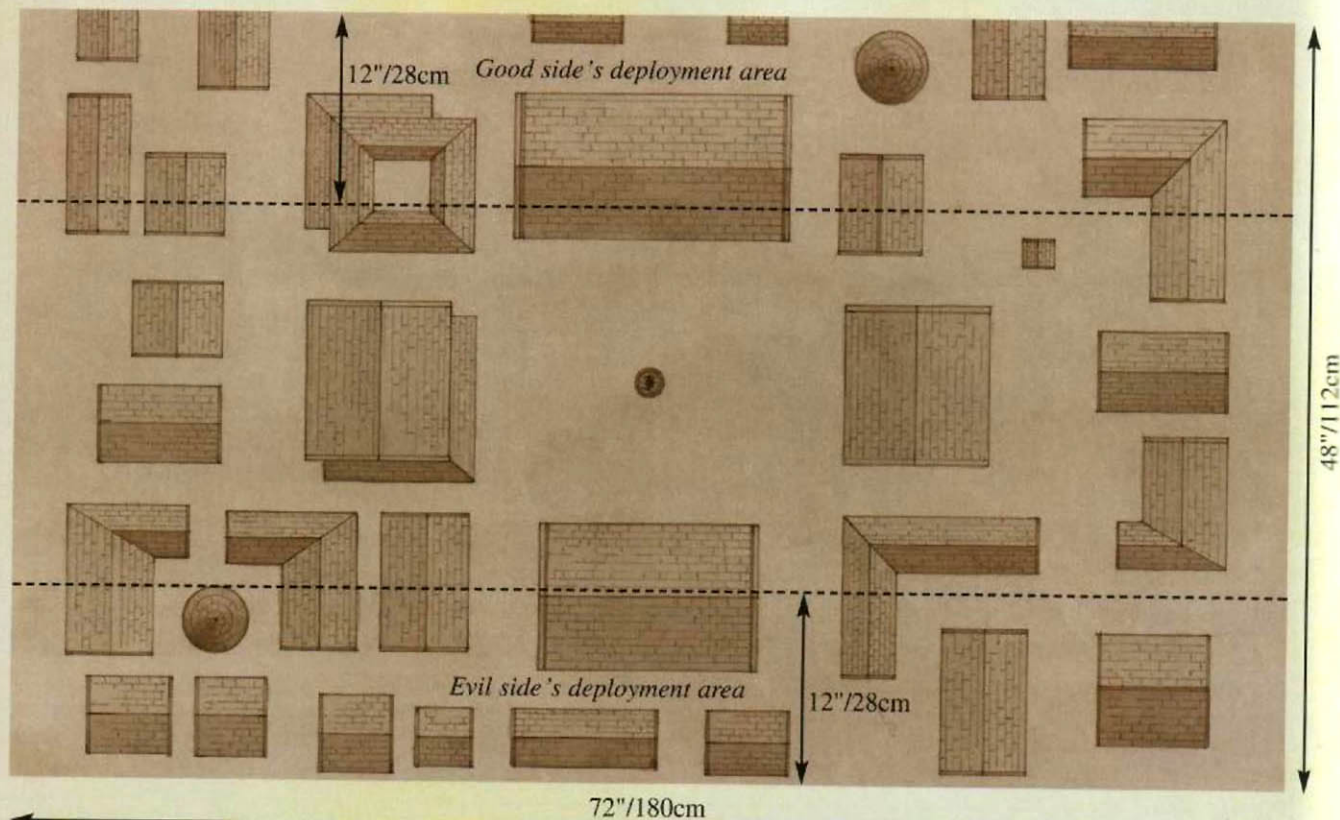 12"/28cm
Good side's deployment area
48"/112cm
Evil side's deployment area
12"/28cm
72"/180cm